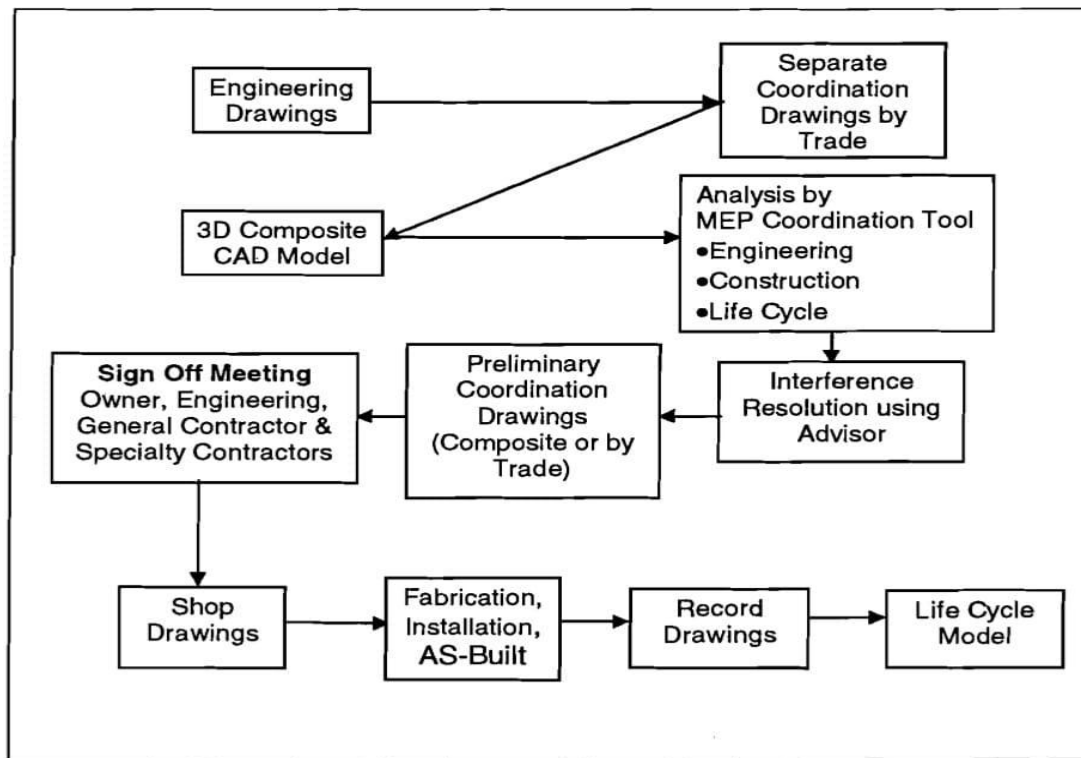 Engineering
Drawings
Separate
Coordination
Drawings by
Trade
3D Composite
CAD Model
Analysis by
MEP Coordination Tool
●Engineering
●Construction
●Life Cycle
Interference
Resolution using
Advisor
Preliminary
Coordination
Drawings
(Composite or by
Trade)
Sign Off Meeting
Owner, Engineering,
General Contractor &
Specialty Contractors
Shop
Drawings
Fabrication,
Installation,
AS-Built
Record
Drawings
Life Cycle
Model